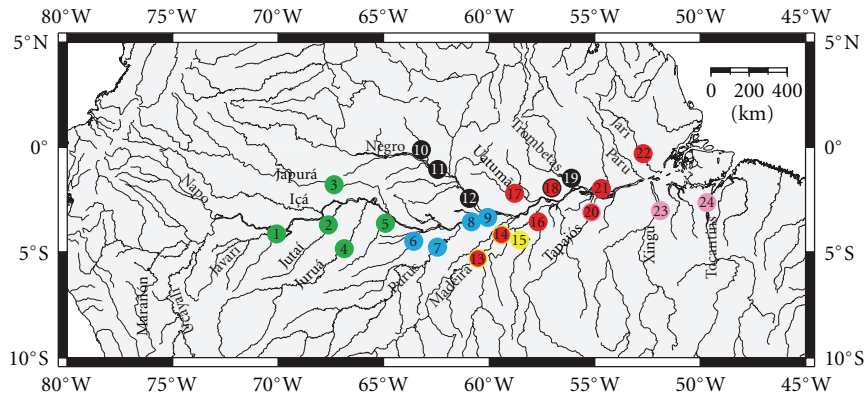 80°W 75°W 70°W 65°W 60°W 55°W 50°W 45°W
5°N 5°N
0 200 400
(km)
Jari
Trombetas
22
0° 0°
Negro
10
Paru
11
Uatumã
19
Japurá
3
18
21
Napo
Içá
17
12
24
20
23
2
5
8
9
16
1
14
15
Tapajós
6
7
4
Javari
Jutaí
Juruá
Xingu
Tocantins
5°S 5°S
13
Purus
Madeira
Marañón
Ucayali
10°S 10°S
80°W 75°W 70°W 65°W 60°W 55°W 50°W 45°W